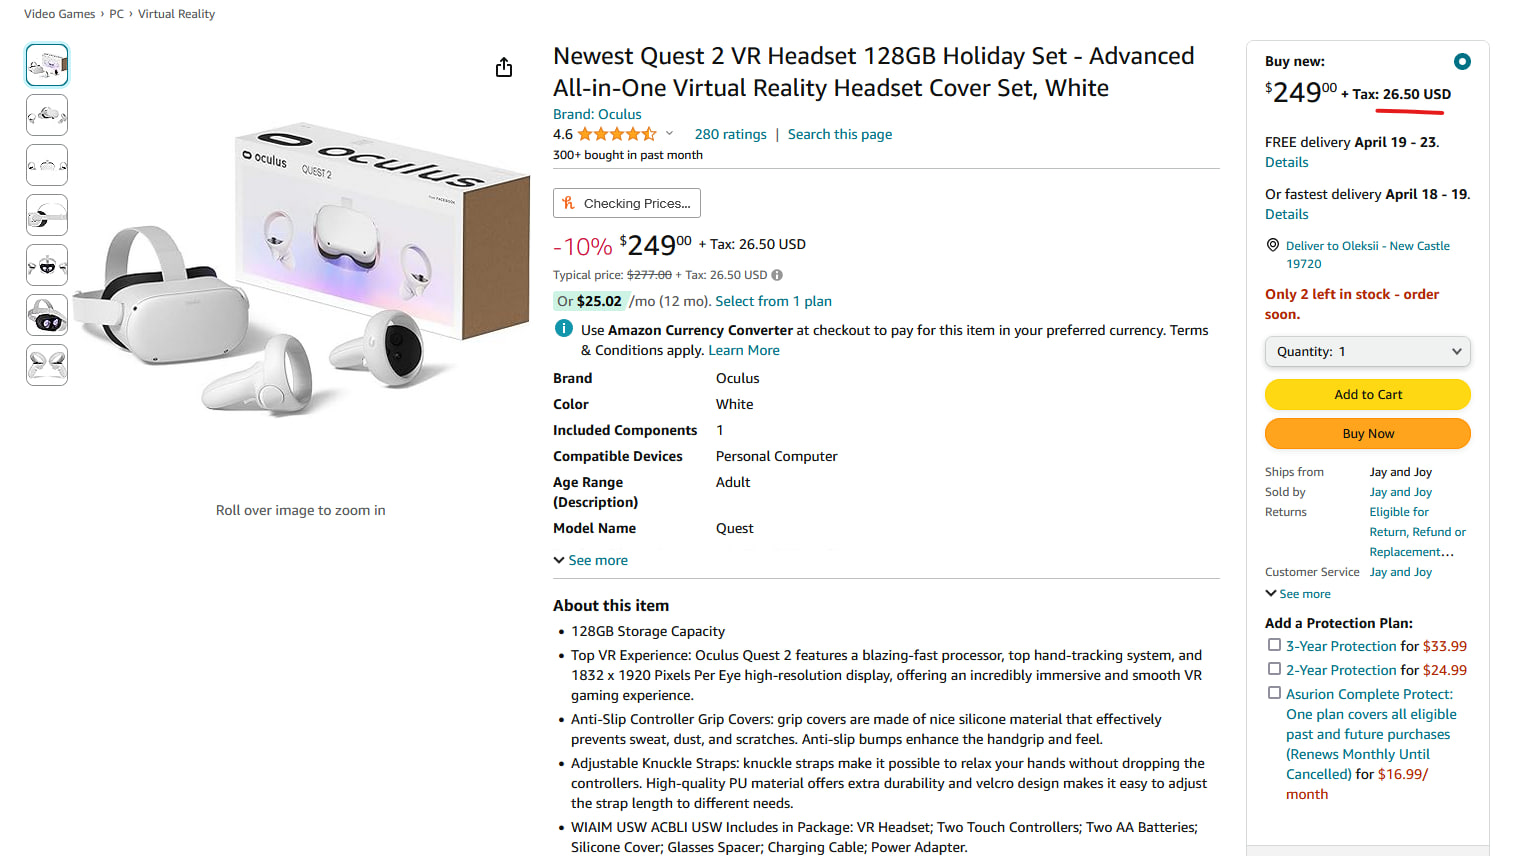 Video Games › PC › Virtual Reality
oculus
oculus
QUEST 2
Roll over image to zoom in
Newest Quest 2 VR Headset 128GB Holiday Set - Advanced
All-in-One Virtual Reality Headset Cover Set, White
Brand: Oculus
4.6 280 ratings | Search this page
300+ bought in past month
Checking Prices...
-10% $24900 + Tax: 26.50 USD
Typical price: $277.00 + Tax: 26.50 USD
Or $25.02 /mo (12 mo). Select from 1 plan
Use Amazon Currency Converter at checkout to pay for this item in your preferred currency. Terms
& Conditions apply. Learn More
Brand Oculus
Color White
Included Components 1
Compatible Devices Personal Computer
Age Range Adult
(Description)
Model Name Quest
See more
About this item
• 128GB Storage Capacity
• Top VR Experience: Oculus Quest 2 features a blazing-fast processor, top hand-tracking system, and
1832 x 1920 Pixels Per Eye high-resolution display, offering an incredibly immersive and smooth VR
gaming experience.
• Anti-Slip Controller Grip Covers: grip covers are made of nice silicone material that effectively
prevents sweat, dust, and scratches. Anti-slip bumps enhance the handgrip and feel.
• Adjustable Knuckle Straps: knuckle straps make it possible to relax your hands without dropping the
controllers. High-quality PU material offers extra durability and velcro design makes it easy to adjust
the strap length to different needs.
• WIAIM USW ACBLI USW Includes in Package: VR Headset; Two Touch Controllers; Two AA Batteries;
Silicone Cover; Glasses Spacer; Charging Cable; Power Adapter.
Buy new:
$24900 + Tax: 26.50 USD
FREE delivery April 19 - 23.
Details
Or fastest delivery April 18 - 19.
Details
Deliver to Oleksii - New Castle
19720
Only 2 left in stock - order
soon.
Quantity: 1
Add to Cart
Buy Now
Ships from Jay and Joy
Sold by Jay and Joy
Returns Eligible for
Return, Refund or
Replacement...
Customer Service Jay and Joy
See more
Add a Protection Plan:
3-Year Protection for $33.99
2-Year Protection for $24.99
Asurion Complete Protect:
One plan covers all eligible
past and future purchases
(Renews Monthly Until
Cancelled) for $16.99/
month